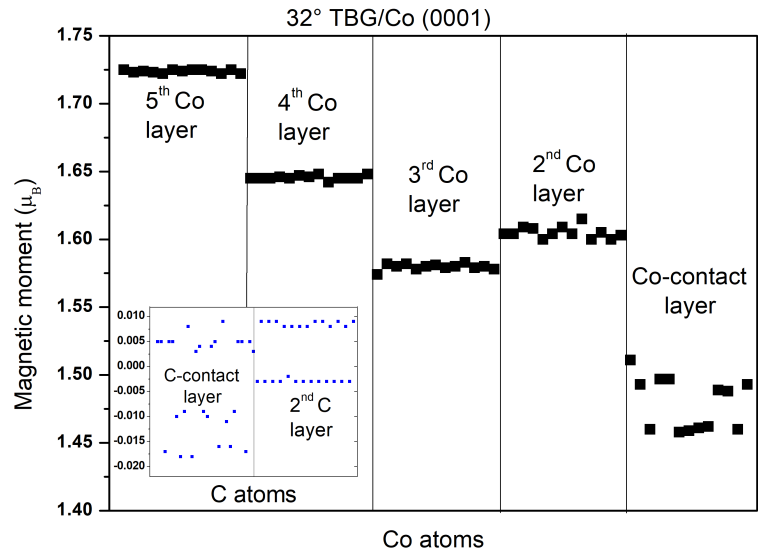 32° TBG/Co (0001)
1.75
1.70
1.65
1.60
1.55
1.50
1.45
1.40
Magnetic moment (μB)
5th Co
layer
4th Co
layer
3rd Co
layer
2nd Co
layer
Co-contact
layer
0.010
0.005
0.000
-0.005
-0.010
-0.015
-0.020
C-contact
layer
2nd C
layer
C atoms
Co atoms